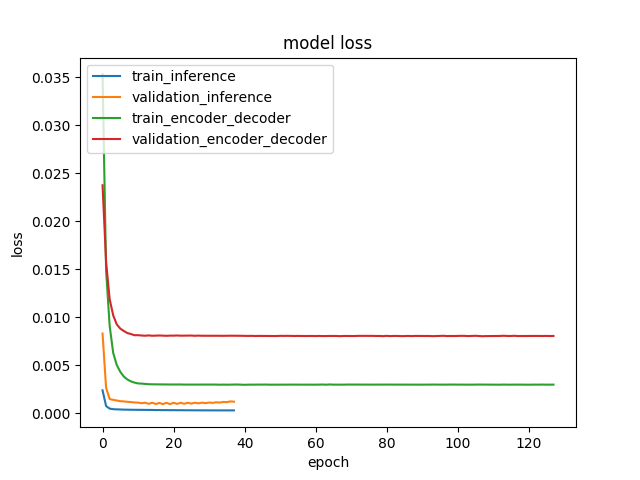 model loss
train_inference
validation_inference
train_encoder_decoder
validation_encoder_decoder
0.035
0.030
0.025
0.020
0.015
0.010
0.005
0.000
loss
0 20 40 60 80 100 120
epoch